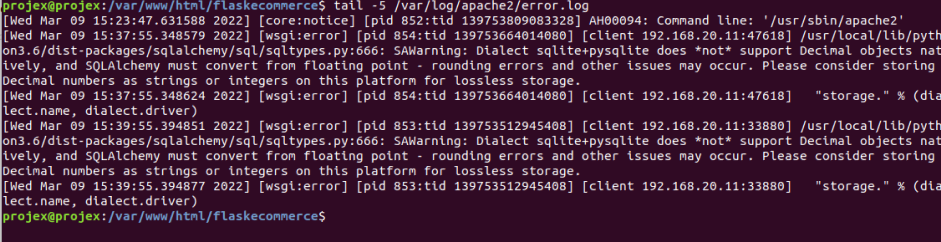 projex@projex:/var/www/html/flaskecommerce$ tail -5 /var/log/apache2/error.log
[Wed Mar 09 15:23:47.631588 2022] [core:notice] [pid 852:tid 139753809083328] AH00094: Command line: '/usr/sbin/apache2'
[Wed Mar 09 15:37:55.348579 2022] [wsgi:error] [pid 854:tid 139753664014080] [client 192.168.20.11:47618] /usr/local/lib/pyth
on3.6/dist-packages/sqlalchemy/sql/sqltypes.py:666: SAWarning: Dialect sqlite+pysqlite does *not* support Decimal objects nat
ively, and SQLAlchemy must convert from floating point - rounding errors and other issues may occur. Please consider storing
Decimal numbers as strings or integers on this platform for lossless storage.
[Wed Mar 09 15:37:55.348624 2022] [wsgi:error] [pid 854:tid 139753664014080] [client 192.168.20.11:47618]   "storage." % (dia
lect.name, dialect.driver)
[Wed Mar 09 15:39:55.394851 2022] [wsgi:error] [pid 853:tid 139753512945408] [client 192.168.20.11:33880] /usr/local/lib/pyth
on3.6/dist-packages/sqlalchemy/sql/sqltypes.py:666: SAWarning: Dialect sqlite+pysqlite does *not* support Decimal objects nat
ively, and SQLAlchemy must convert from floating point - rounding errors and other issues may occur. Please consider storing
Decimal numbers as strings or integers on this platform for lossless storage.
[Wed Mar 09 15:39:55.394877 2022] [wsgi:error] [pid 853:tid 139753512945408] [client 192.168.20.11:33880]   "storage." % (dia
lect.name, dialect.driver)
projex@projex:/var/www/html/flaskecommerce$